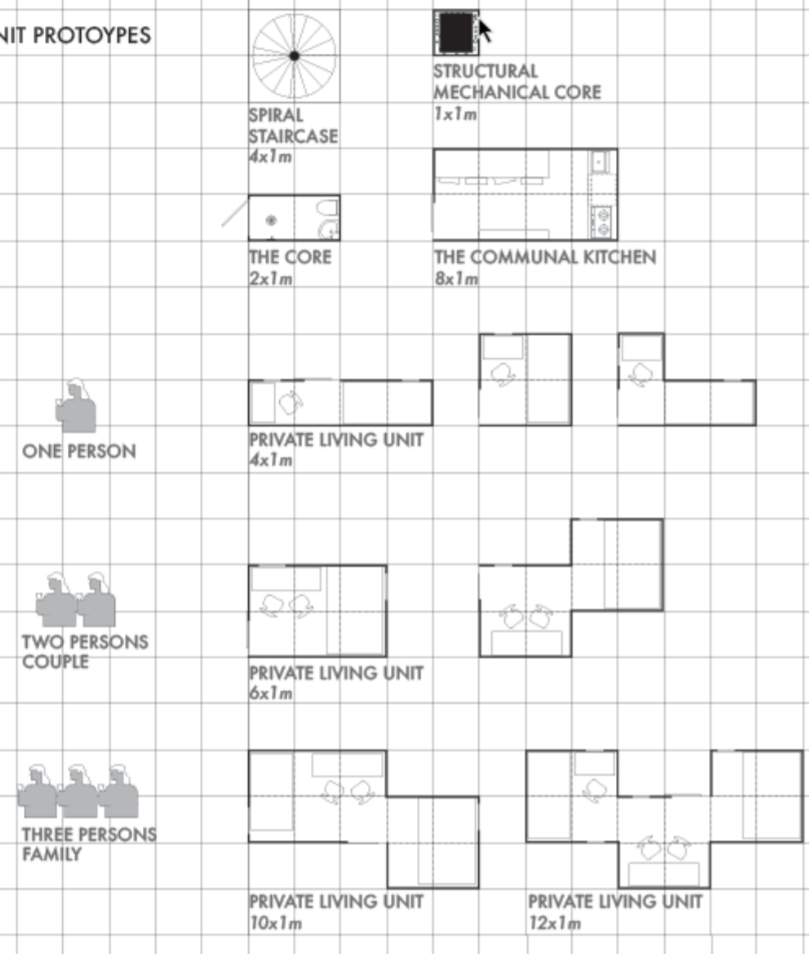 NIT PROTOYPES
SPIRAL
STAIRCASE
4x1m
STRUCTURAL
MECHANICAL CORE
1x1m
THE CORE
2x1m
THE COMMUNAL KITCHEN
8x1m
ONE PERSON
PRIVATE LIVING UNIT
4x1m
TWO PERSONS
COUPLE
PRIVATE LIVING UNIT
6x1m
THREE PERSONS
FAMILY
PRIVATE LIVING UNIT
10x1m
PRIVATE LIVING UNIT
12x1m